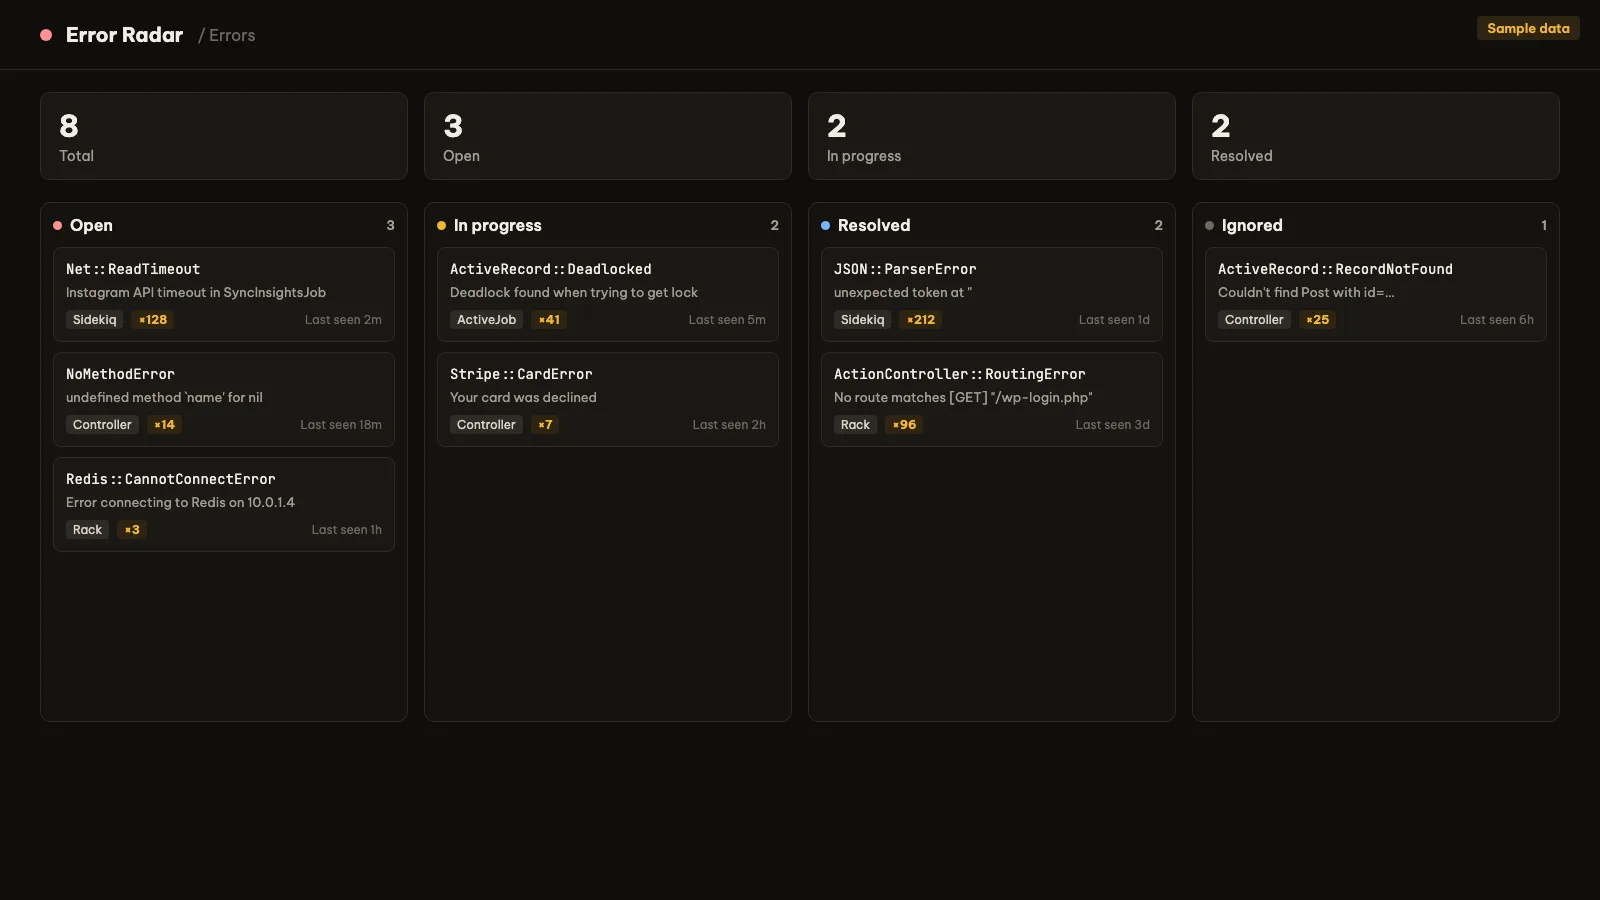 Error Radar / Errors
Sample data
8
Total
3
Open
2
In progress
2
Resolved
Open 3
Net::ReadTimeout
Instagram API timeout in SyncInsightsJob
Sidekiq ×128 Last seen 2m
NoMethodError
undefined method `name' for nil
Controller ×14 Last seen 18m
Redis::CannotConnectError
Error connecting to Redis on 10.0.1.4
Rack ×3 Last seen 1h
In progress 2
ActiveRecord::Deadlocked
Deadlock found when trying to get lock
ActiveJob ×41 Last seen 5m
Stripe::CardError
Your card was declined
Controller ×7 Last seen 2h
Resolved 2
JSON::ParserError
unexpected token at ''
Sidekiq ×212 Last seen 1d
ActionController::RoutingError
No route matches [GET] "/wp-login.php"
Rack ×96 Last seen 3d
Ignored 1
ActiveRecord::RecordNotFound
Couldn't find Post with id=…
Controller ×25 Last seen 6h